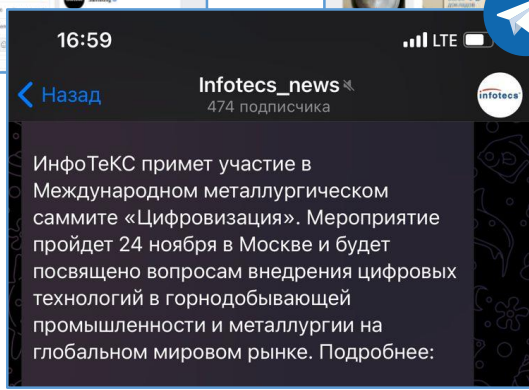 16:59
LTE
Назад
Infotecs_news
474 подписчика
infotecs
ИнфоТеКС примет участие в
Международном металлургическом
саммите «Цифровизация». Мероприятие
пройдет 24 ноября в Москве и будет
посвящено вопросам внедрения цифровых
технологий в горнодобывающей
промышленности и металлургии на
глобальном мировом рынке. Подробнее: